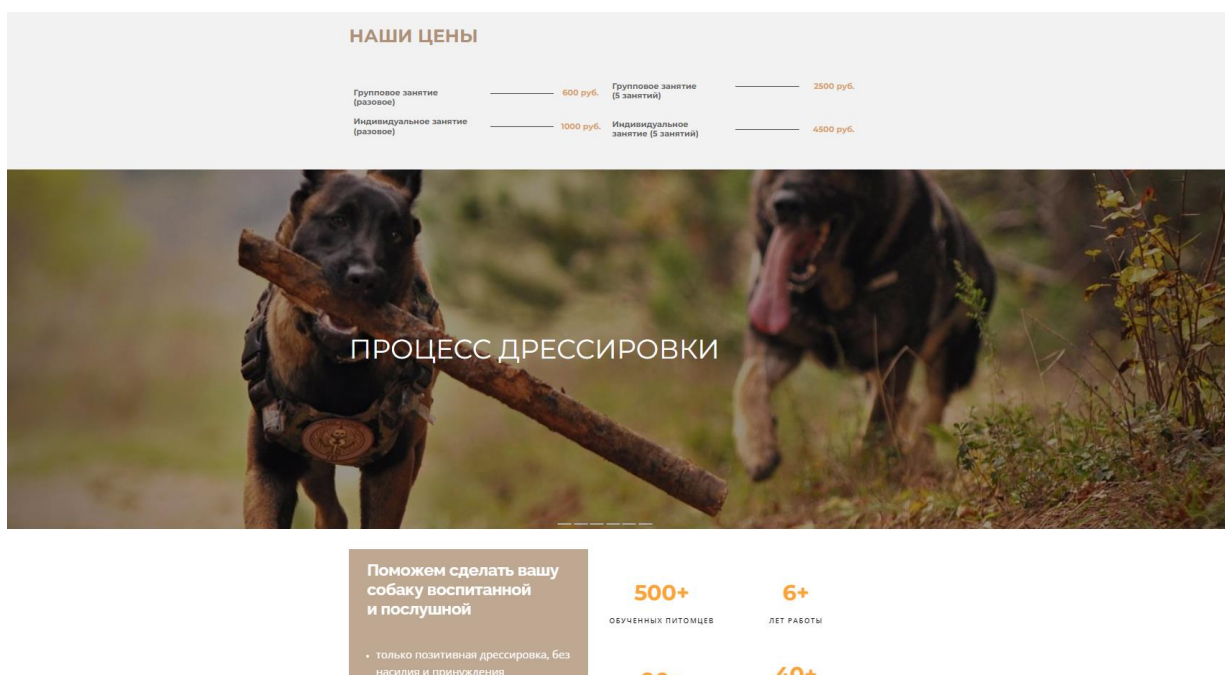 НАШИ ЦЕНЫ
Групповое занятие
(разовое)
600 руб.
Групповое занятие
(5 занятий)
2500 руб.
Индивидуальное занятие
(разовое)
1000 руб.
Индивидуальное
занятие (5 занятий)
4500 руб.
ПРОЦЕСС ДРЕССИРОВКИ
Поможем сделать вашу
собаку воспитанной
и послушной
• только позитивная дрессировка, без
насилия и принуждения
500+
ОБУЧЕННЫХ ПИТОМЦЕВ
6+
ЛЕТ РАБОТЫ
40+